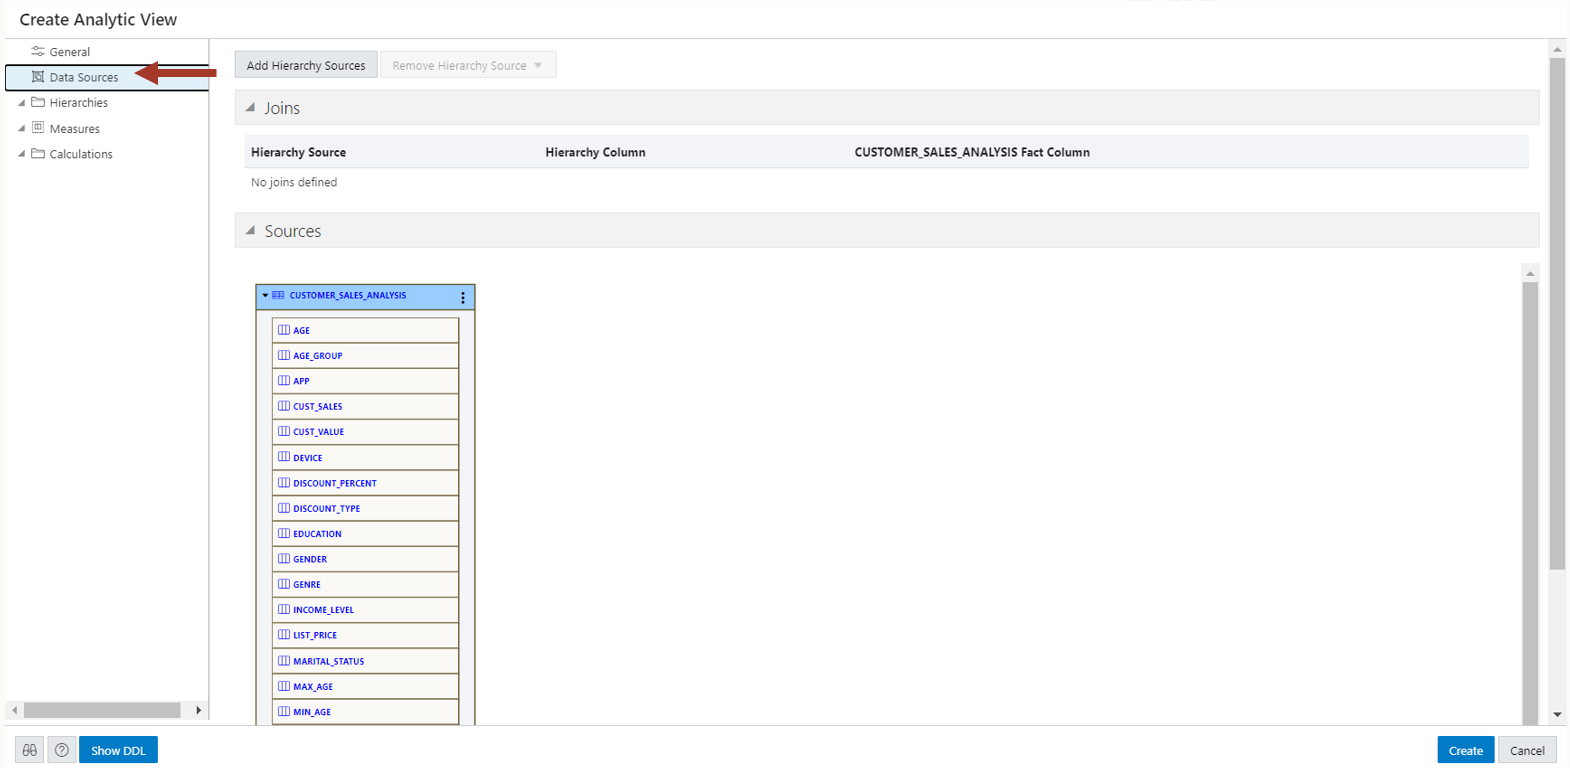 Create Analytic View
General
Data Sources
Hierarchies
Measures
Calculations
Add Hierarchy Sources Remove Hierarchy Source
Joins
Hierarchy Source Hierarchy Column CUSTOMER_SALES_ANALYSIS Fact Column
No joins defined
Sources
CUSTOMER_SALES_ANALYSIS
AGE
AGE_GROUP
APP
CUST_SALES
CUST_VALUE
DEVICE
DISCOUNT_PERCENT
DISCOUNT_TYPE
EDUCATION
GENDER
GENRE
INCOME_LEVEL
LIST_PRICE
MARITAL_STATUS
MAX_AGE
MIN_AGE
Show DDL Create Cancel